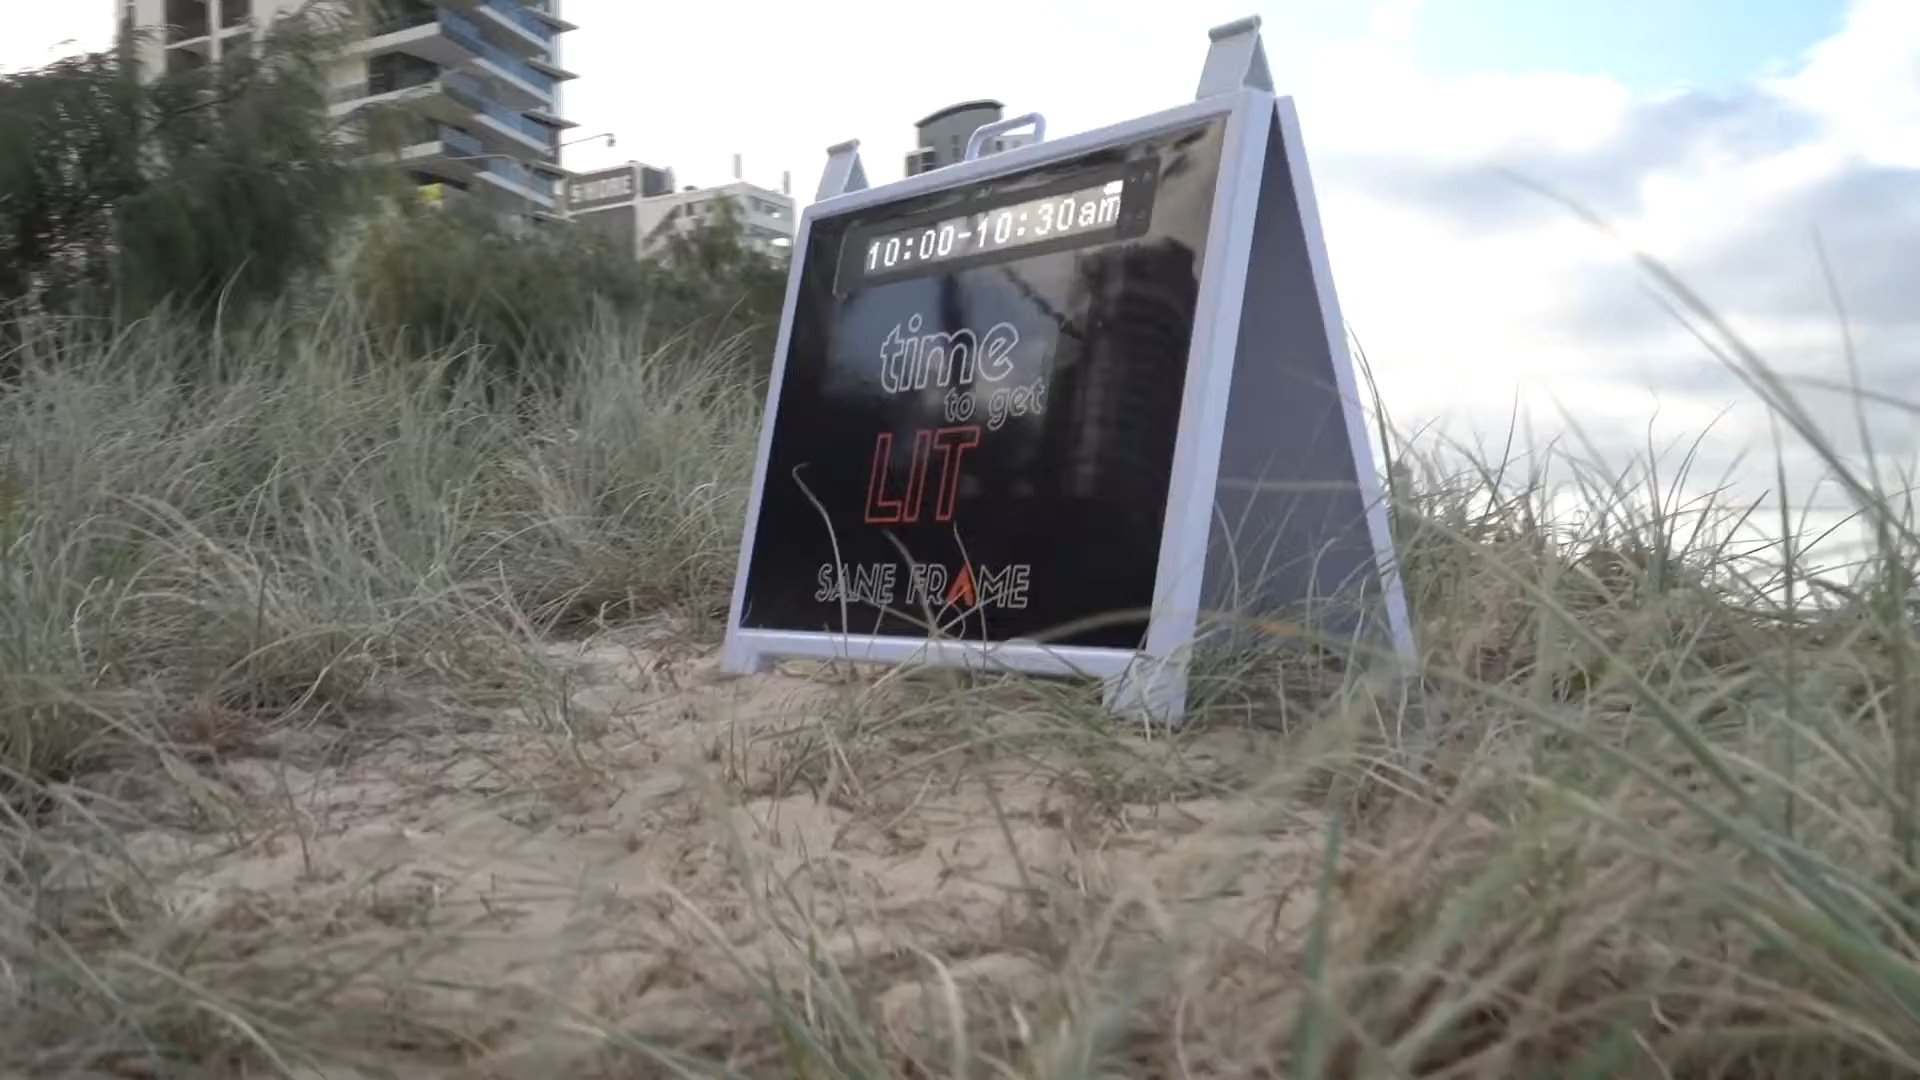 10:00-10:30am
time
to get
LIT
SANE FRAME